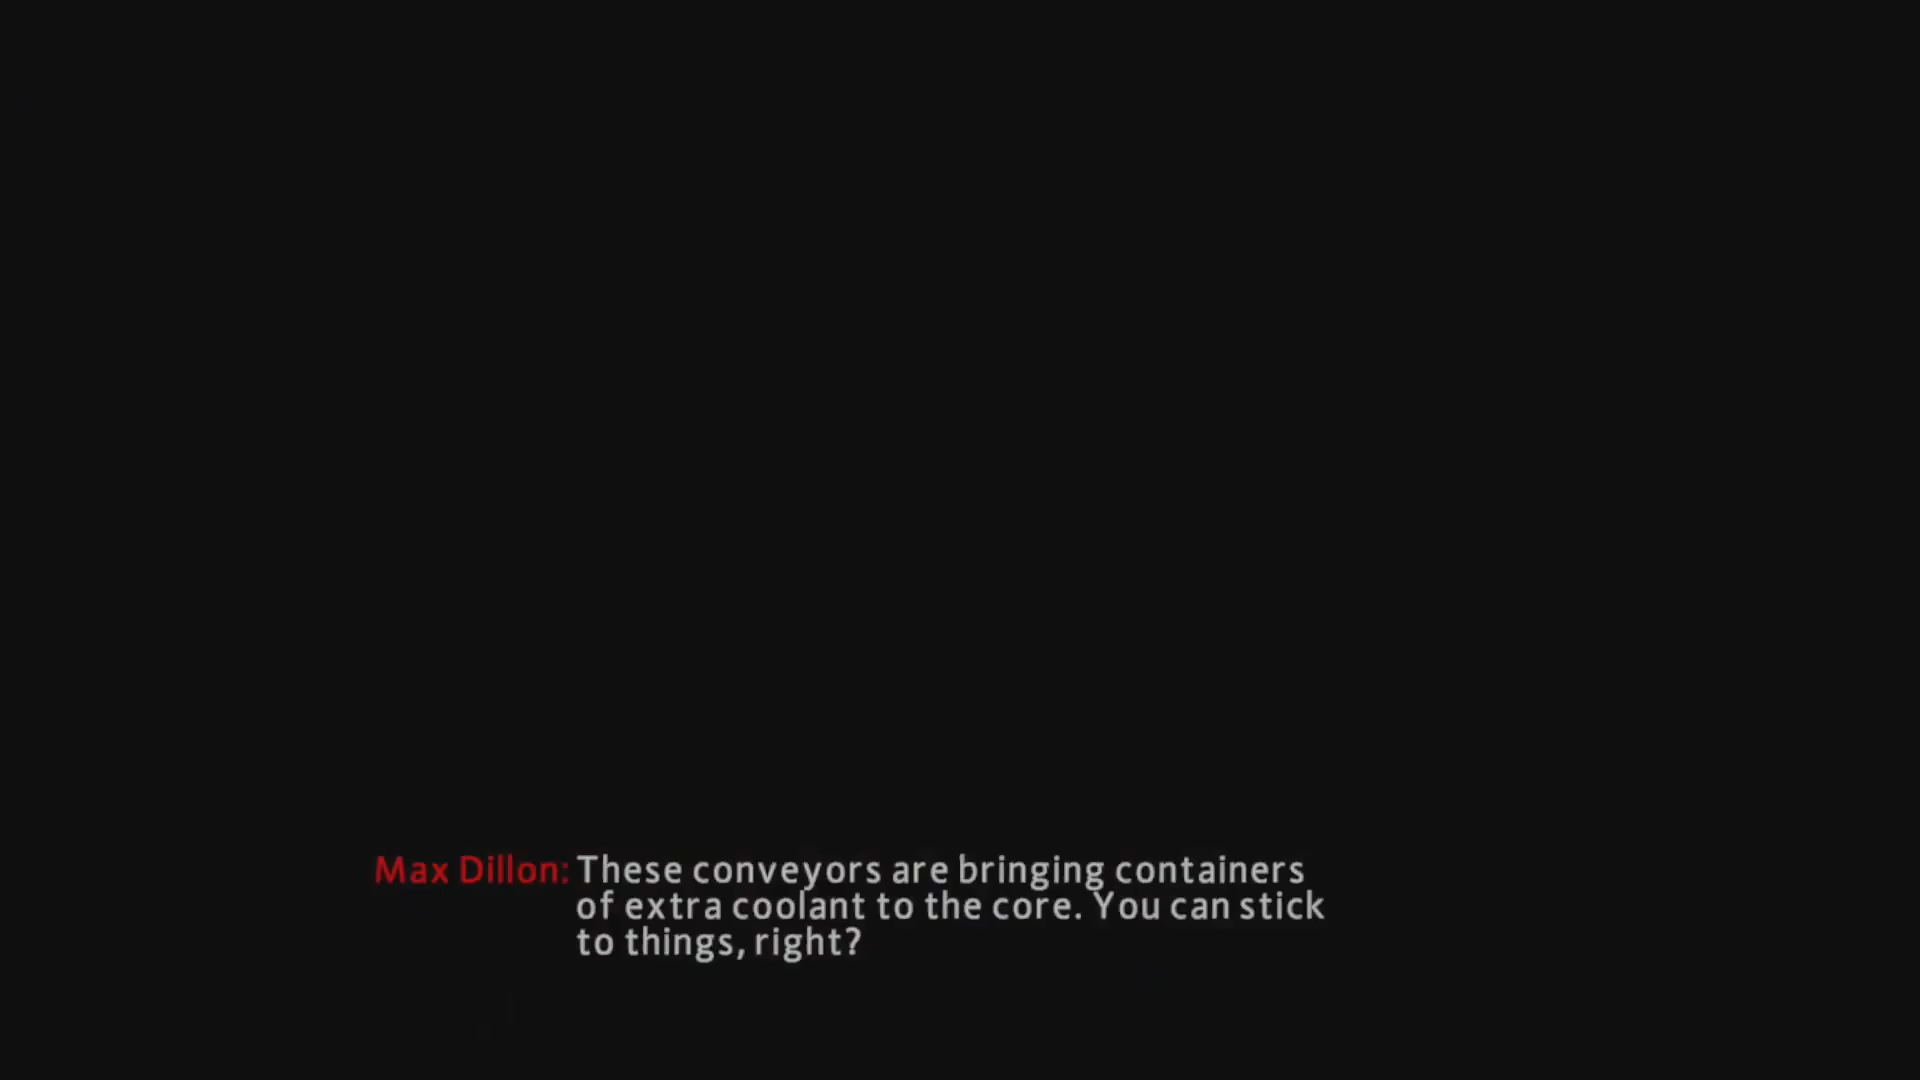 Max Dillon: These conveyors are bringing containers
of extra coolant to the core. You can stick
to things, right?